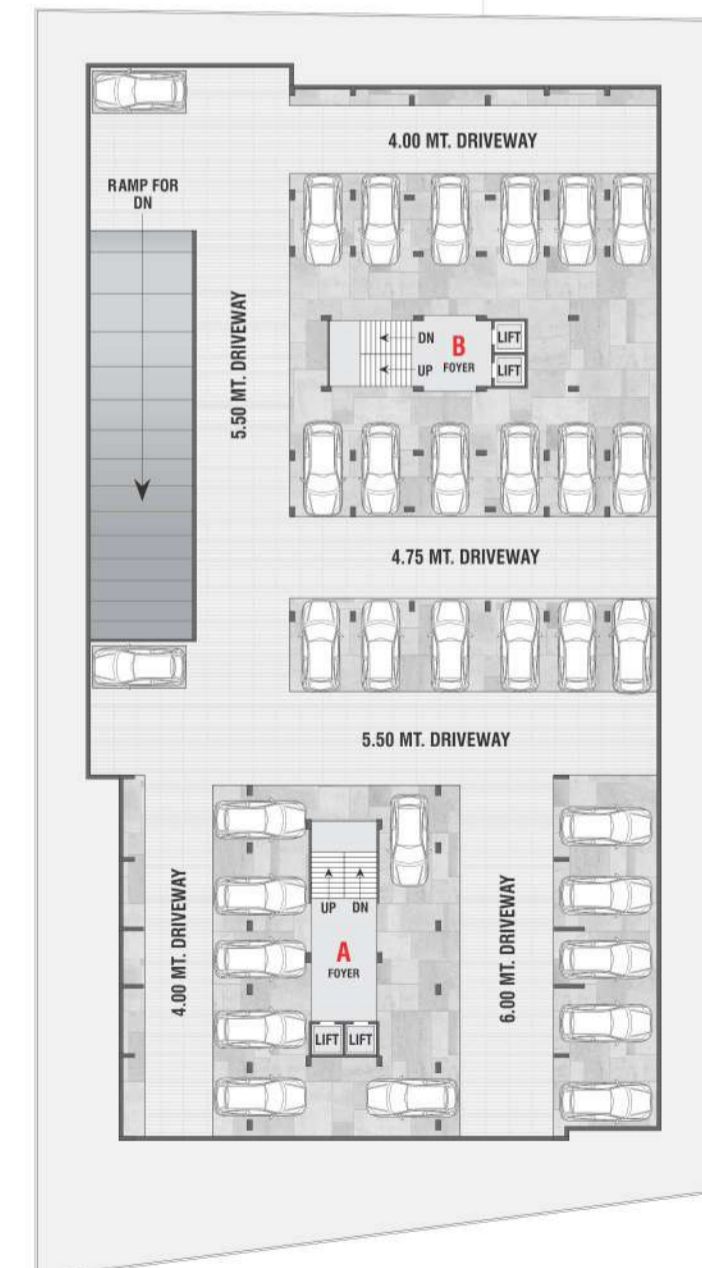 4.00 MT. DRIVEWAY
RAMP FOR
DN
5.50 MT. DRIVEWAY
DN
UP
B
FOYER
LIFT
LIFT
4.75 MT. DRIVEWAY
5.50 MT. DRIVEWAY
4.00 MT. DRIVEWAY
UP DN
A
FOYER
LIFT LIFT
6.00 MT. DRIVEWAY